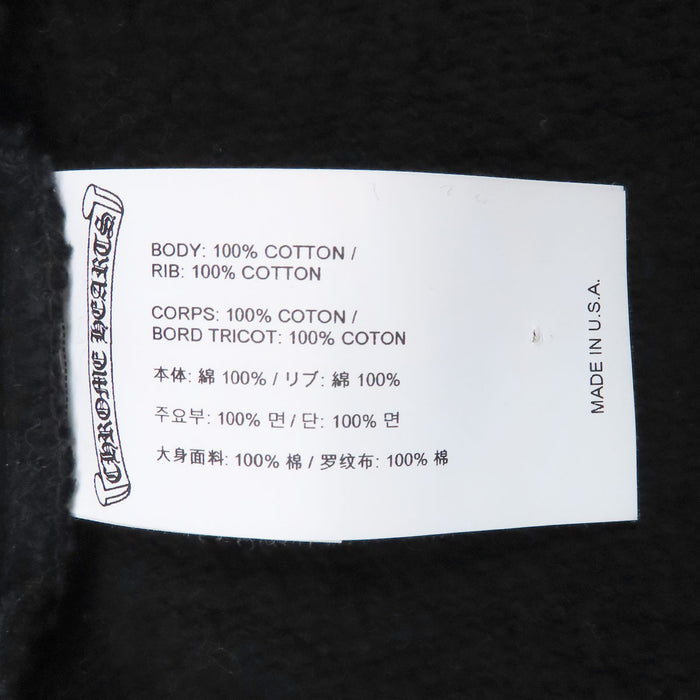 CHROME HEARTS
BODY: 100% COTTON /
RIB: 100% COTTON
CORPS: 100% COTON /
BORD TRICOT: 100% COTON
本体: 綿 100% / リブ: 綿 100%
주요부: 100% 면 / 단: 100% 면
大身面料: 100% 棉 / 罗纹布: 100% 棉
MADE IN U.S.A.